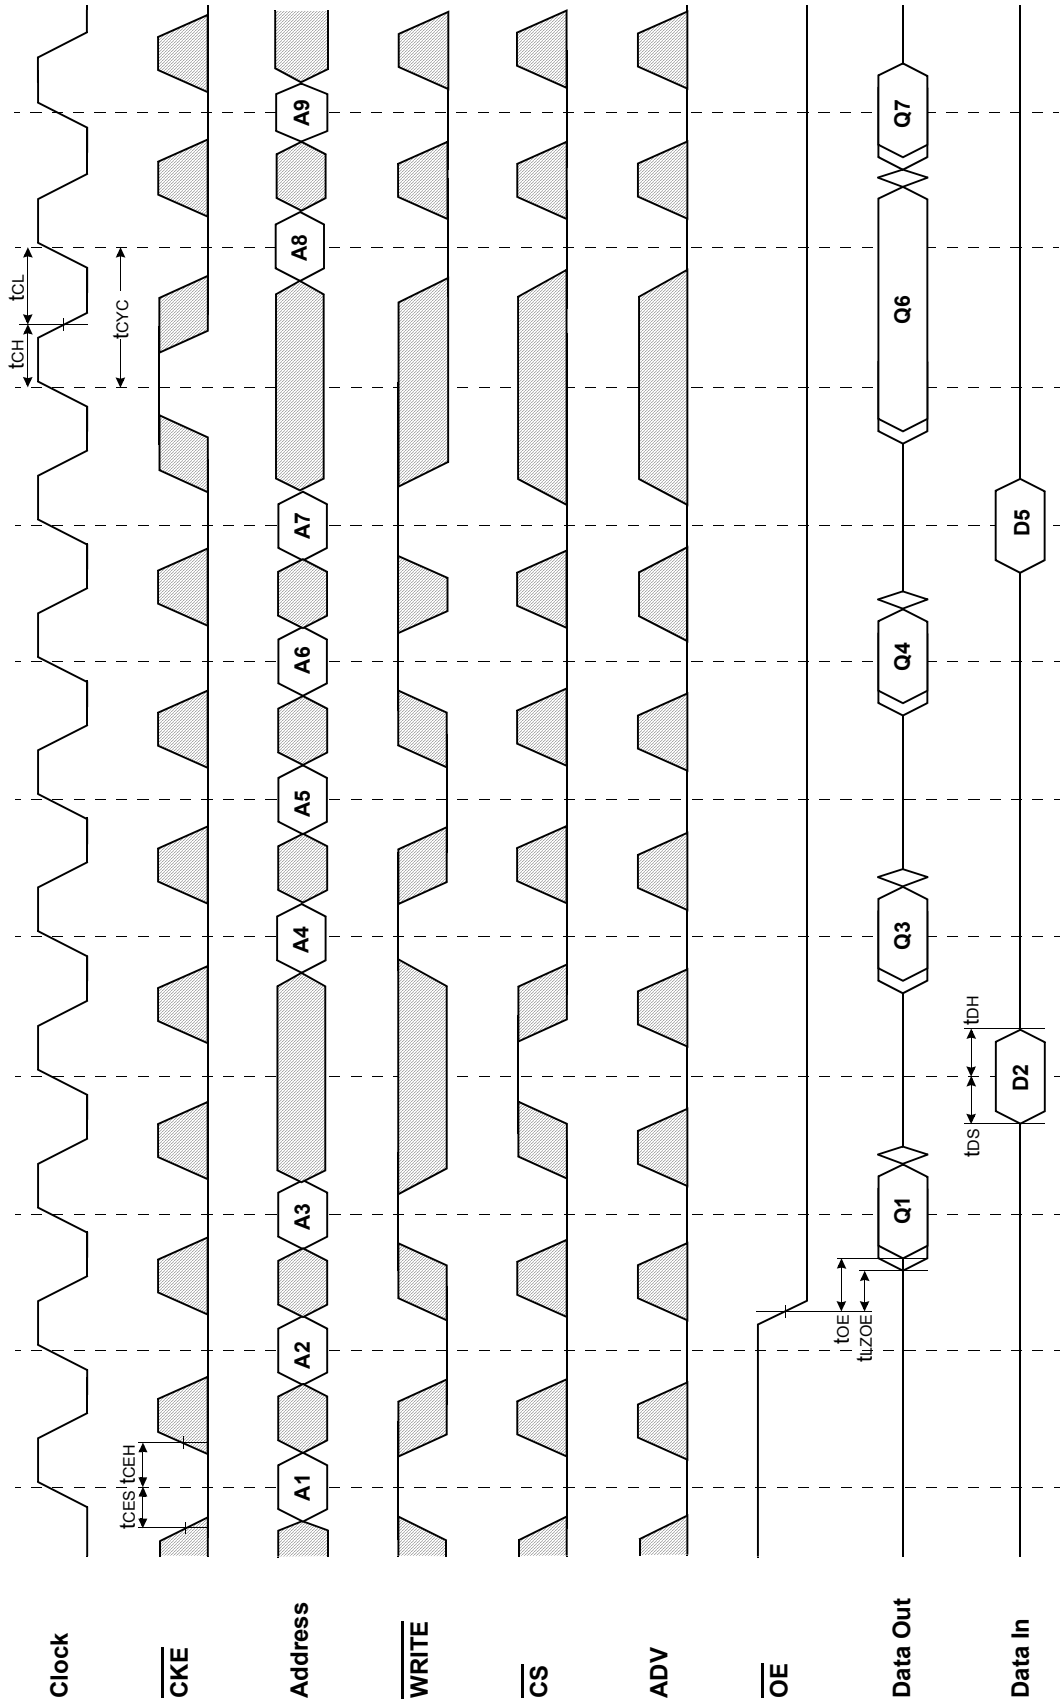 Clock
tCH
tCL
tCYC
CKE
tCES
tCEH
Address
A1
A2
A3
A4
A5
A6
A7
A8
A9
WRITE
CS
ADV
OE
tOE
tLZOE
Data Out
Q1
Q3
Q4
Q6
Q7
Data In
tDS
tDH
D2
D5